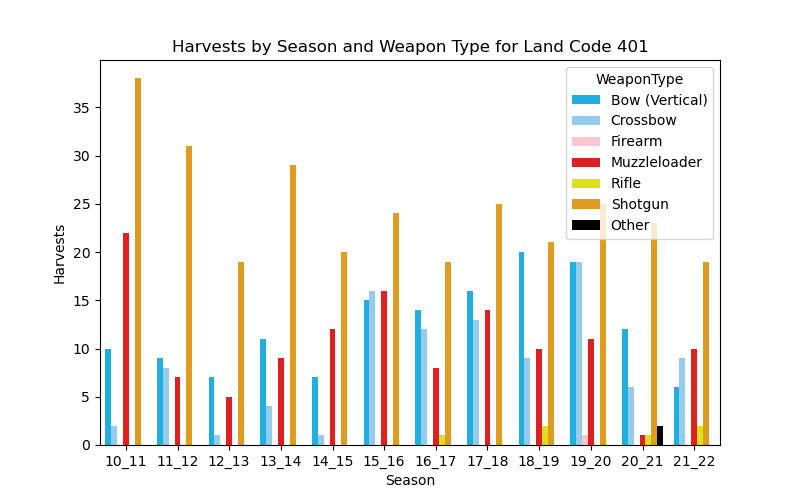 Harvests by Season and Weapon Type for Land Code 401
WeaponType
Bow (Vertical)
Crossbow
Firearm
Muzzleloader
Rifle
Shotgun
Other
Harvests
35
30
25
20
15
10
5
0
10_11 11_12 12_13 13_14 14_15 15_16 16_17 17_18 18_19 19_20 20_21 21_22
Season